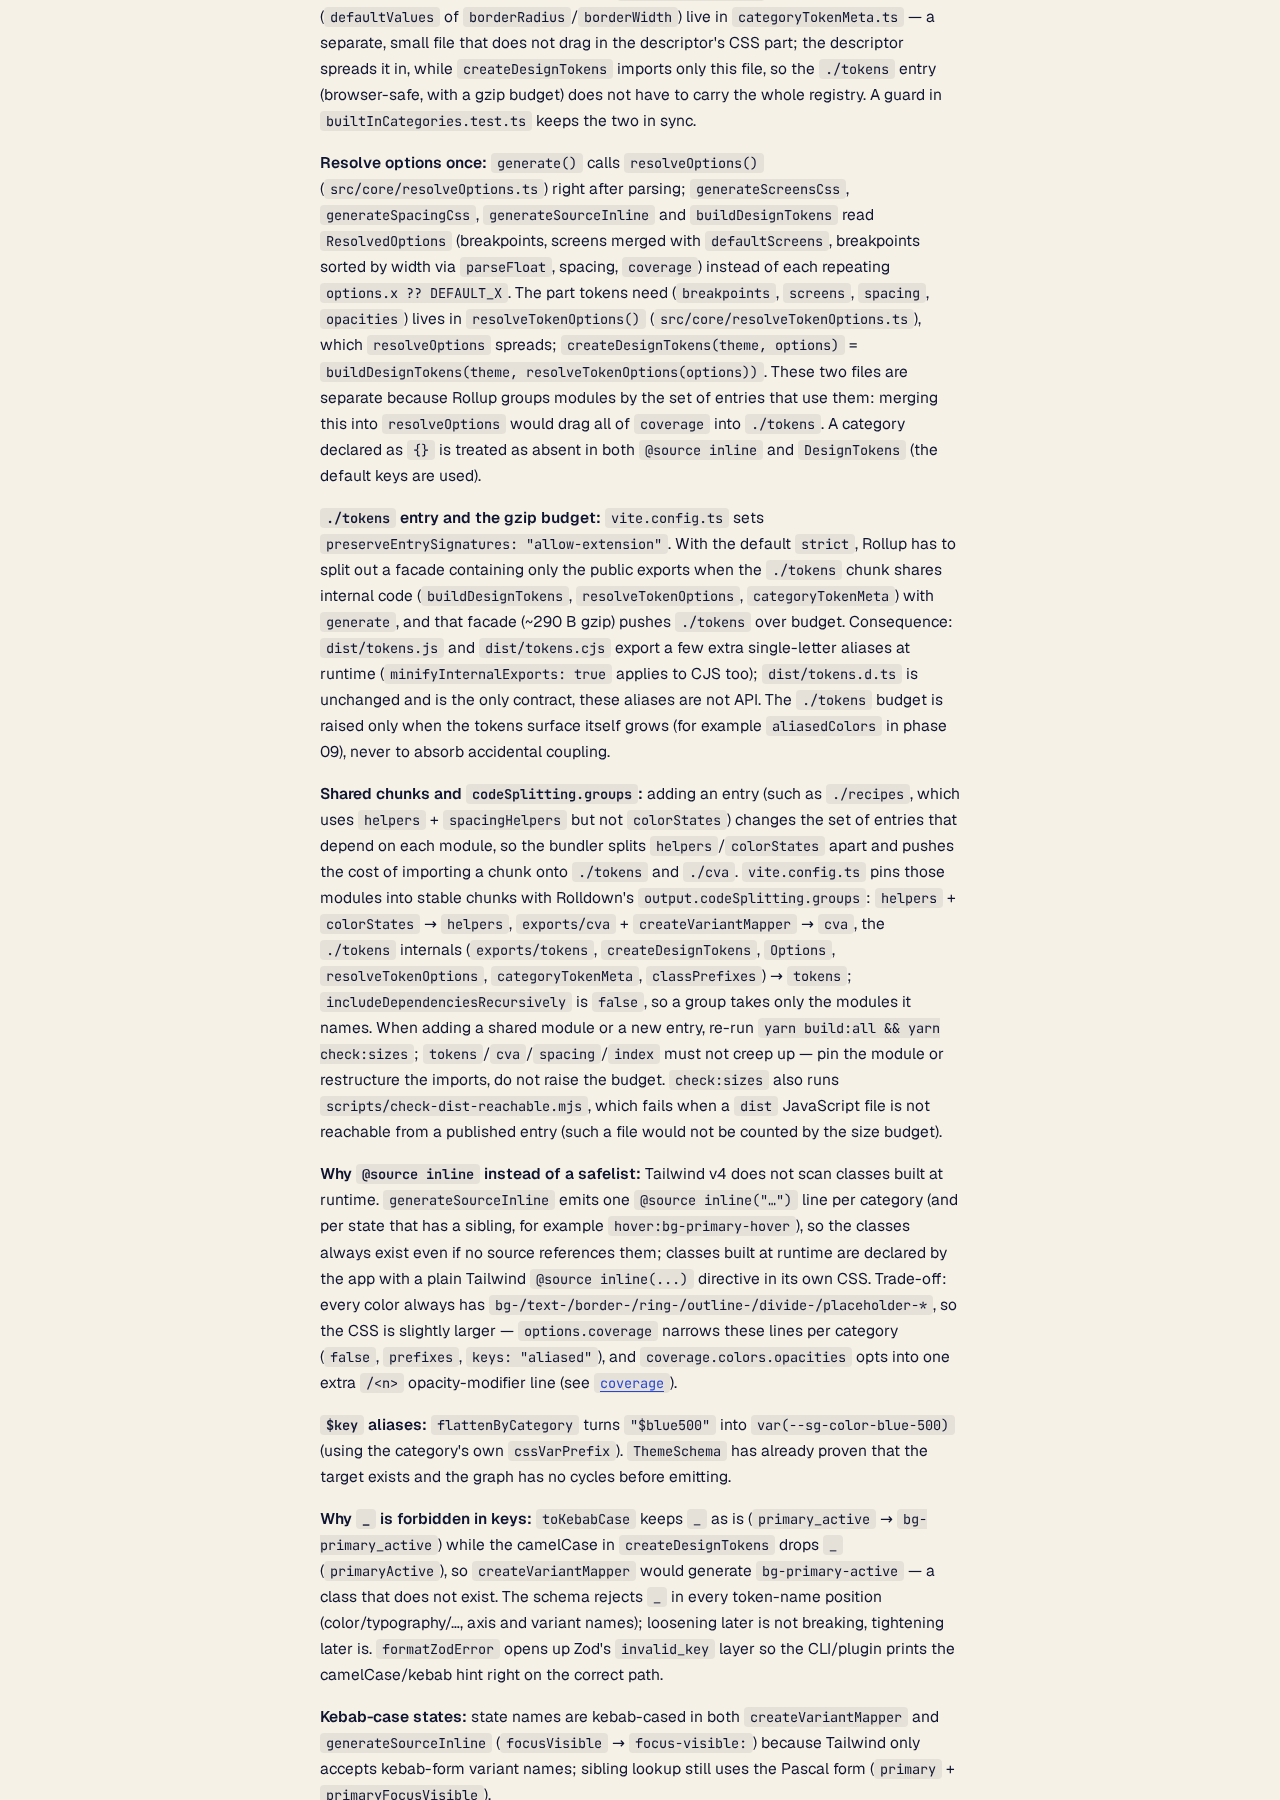 ( defaultValues of borderRadius / borderWidth ) live in categoryTokenMeta.ts — a
separate, small file that does not drag in the descriptor's CSS part; the descriptor
spreads it in, while createDesignTokens imports only this file, so the ./tokens entry
(browser-safe, with a gzip budget) does not have to carry the whole registry. A guard in
builtInCategories.test.ts keeps the two in sync.
Resolve options once: generate() calls resolveOptions()
( src/core/resolveOptions.ts ) right after parsing; generateScreensCss ,
generateSpacingCss , generateSourceInline and buildDesignTokens read
ResolvedOptions (breakpoints, screens merged with defaultScreens , breakpoints
sorted by width via parseFloat , spacing, coverage ) instead of each repeating
options.x ?? DEFAULT_X . The part tokens need ( breakpoints , screens , spacing ,
opacities ) lives in resolveTokenOptions() ( src/core/resolveTokenOptions.ts ),
which resolveOptions spreads; createDesignTokens(theme, options) =
buildDesignTokens(theme, resolveTokenOptions(options)) . These two files are
separate because Rollup groups modules by the set of entries that use them: merging
this into resolveOptions would drag all of coverage into ./tokens . A category
declared as {} is treated as absent in both @source inline and DesignTokens (the
default keys are used).
./tokens entry and the gzip budget: vite.config.ts sets
preserveEntrySignatures: "allow-extension" . With the default strict , Rollup has to
split out a facade containing only the public exports when the ./tokens chunk shares
internal code ( buildDesignTokens , resolveTokenOptions , categoryTokenMeta ) with
generate , and that facade (~290 B gzip) pushes ./tokens over budget. Consequence:
dist/tokens.js and dist/tokens.cjs export a few extra single-letter aliases at
runtime ( minifyInternalExports: true applies to CJS too); dist/tokens.d.ts is
unchanged and is the only contract, these aliases are not API. The ./tokens budget is
raised only when the tokens surface itself grows (for example aliasedColors in phase
09), never to absorb accidental coupling.
Shared chunks and codeSplitting.groups : adding an entry (such as ./recipes , which
uses helpers + spacingHelpers but not colorStates ) changes the set of entries that
depend on each module, so the bundler splits helpers / colorStates apart and pushes
the cost of importing a chunk onto ./tokens and ./cva . vite.config.ts pins those
modules into stable chunks with Rolldown's output.codeSplitting.groups : helpers +
colorStates → helpers , exports/cva + createVariantMapper → cva , the
./tokens internals ( exports/tokens , createDesignTokens , Options ,
resolveTokenOptions , categoryTokenMeta , classPrefixes ) → tokens ;
includeDependenciesRecursively is false , so a group takes only the modules it
names. When adding a shared module or a new entry, re-run yarn build:all && yarn
check:sizes ; tokens / cva / spacing / index must not creep up — pin the module or
restructure the imports, do not raise the budget. check:sizes also runs
scripts/check-dist-reachable.mjs , which fails when a dist JavaScript file is not
reachable from a published entry (such a file would not be counted by the size budget).
Why @source inline instead of a safelist: Tailwind v4 does not scan classes built at
runtime. generateSourceInline emits one @source inline("…") line per category (and
per state that has a sibling, for example hover:bg-primary-hover ), so the classes
always exist even if no source references them; classes built at runtime are declared by
the app with a plain Tailwind @source inline(...) directive in its own CSS. Trade-off:
every color always has bg-/text-/border-/ring-/outline-/divide-/placeholder-* , so
the CSS is slightly larger — options.coverage narrows these lines per category
( false , prefixes , keys: "aliased" ), and coverage.colors.opacities opts into one
extra /<n> opacity-modifier line (see coverage ).
$key aliases: flattenByCategory turns "$blue500" into var(--sg-color-blue-500)
(using the category's own cssVarPrefix ). ThemeSchema has already proven that the
target exists and the graph has no cycles before emitting.
Why _ is forbidden in keys: toKebabCase keeps _ as is ( primary_active → bg-
primary_active ) while the camelCase in createDesignTokens drops _
( primaryActive ), so createVariantMapper would generate bg-primary-active — a
class that does not exist. The schema rejects _ in every token-name position
(color/typography/…, axis and variant names); loosening later is not breaking, tightening
later is. formatZodError opens up Zod's invalid_key layer so the CLI/plugin prints the
camelCase/kebab hint right on the correct path.
Kebab-case states: state names are kebab-cased in both createVariantMapper and
generateSourceInline ( focusVisible → focus-visible: ) because Tailwind only
accepts kebab-form variant names; sibling lookup still uses the Pascal form ( primary +
primaryFocusVisible ).